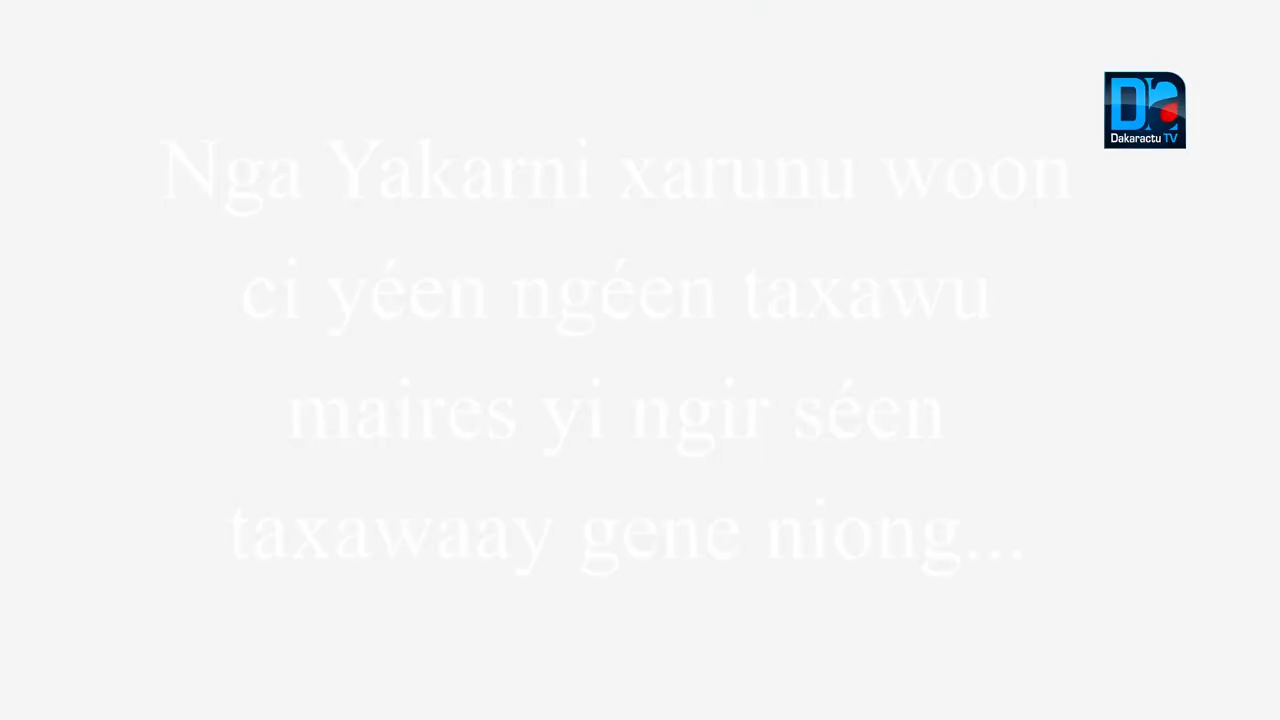 Dakaractu TV
Nga Yakarni xarunu woon
ci yéen ngéen taxawu
maires yi ngir séen
taxawaay gene niong...